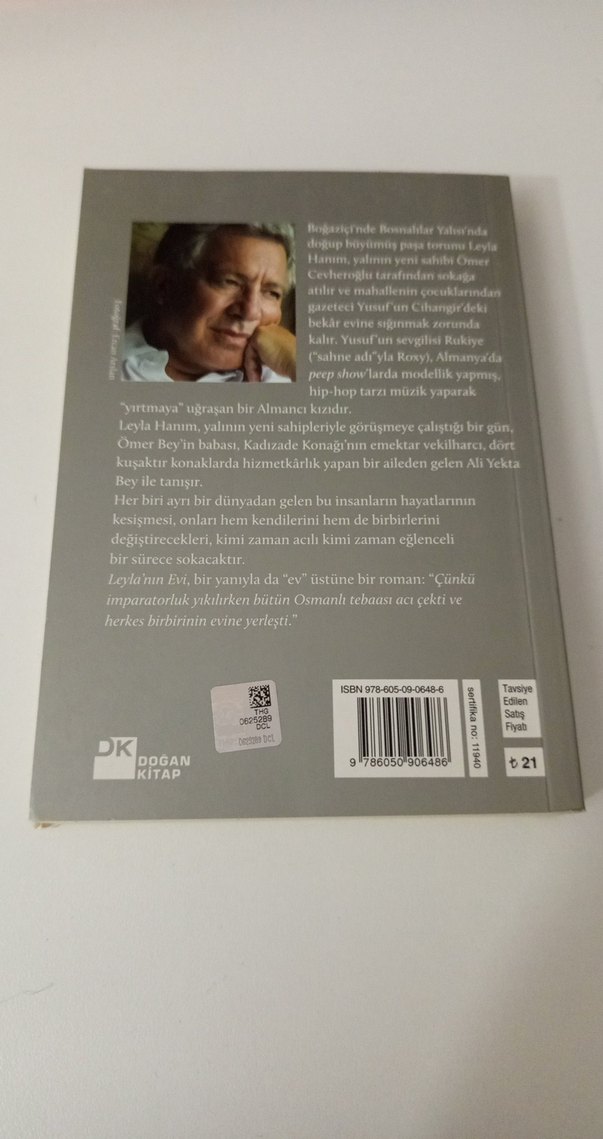 Boğaziçi'nde Bosnalılar Yalısı'nda
doğup büyümüş paşa torunu Leyla
Hanım, yalının yeni sahibi Ömer
Cevheroğlu tarafından sokağa
atılır ve mahallenin çocuklarından
gazeteci Yusuf'un Cihangir'deki
bekâr evine sığınmak zorunda
kalır. Yusuf'un sevgilisi Rukiye
("sahne adı"yla Roxy), Almanya'da
peep show'larda modellik yapmış,
hip-hop tarzı müzik yaparak
"yırtmaya" uğraşan bir Almancı kızıdır.
Leyla Hanım, yalının yeni sahipleriyle görüşmeye çalıştığı bir gün,
Ömer Bey'in babası, Kadızade Konağı'nın emektar vekilharcı, dört
kuşaktır konaklarda hizmetkârlık yapan bir aileden gelen Ali Yekta
Bey ile tanışır.
Her biri ayrı bir dünyadan gelen bu insanların hayatlarının
kesişmesi, onları hem kendilerini hem de birbirlerini
değiştirecekleri, kimi zaman acılı kimi zaman eğlenceli
bir sürece sokacaktır.
Leyla'nın Evi, bir yanıyla da "ev" üstüne bir roman: "Çünkü
imparatorluk yıkılırken bütün Osmanlı tebaası acı çekti ve
herkes birbirinin evine yerleşti."
Fotoğraf:
DK
DOĞAN
KİTAP
THG
D625289
DCL
D625289 DCL
ISBN 978-605-09-0648-6
9 786050 906486
sertifika no: 11940
Tavsiye
Edilen
Satış
Fiyatı
₺ 21